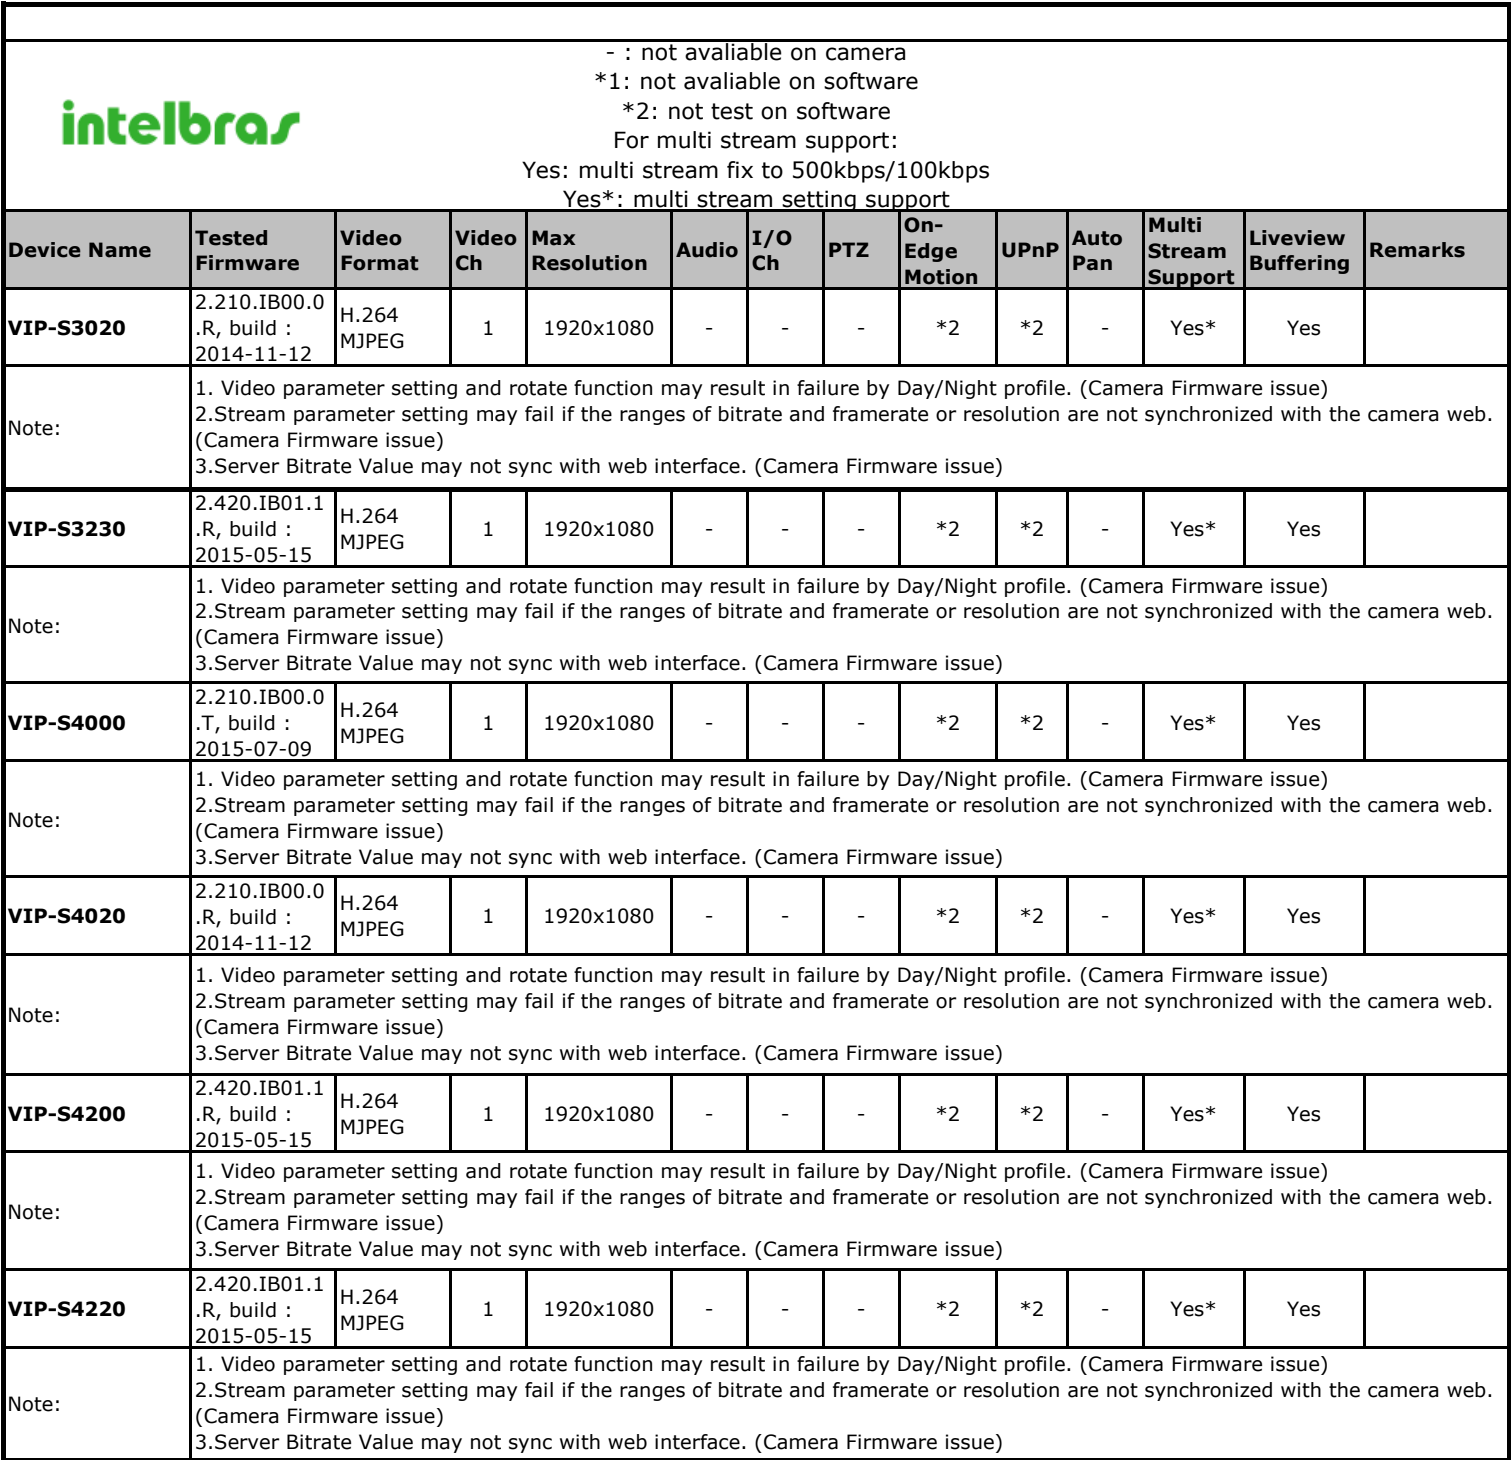 - : not avaliable on camera
*1: not avaliable on software
*2: not test on software
For multi stream support:
Yes: multi stream fix to 500kbps/100kbps
Yes*: multi stream setting support
intelbras
Device Name Tested Firmware Video Format Video Ch Max Resolution Audio I/O Ch PTZ On-Edge Motion UPnP Auto Pan Multi Stream Support Liveview Buffering Remarks
VIP-S3020 2.210.IB00.0.R, build : 2014-11-12 H.264 MJPEG 1 1920x1080 - - - *2 *2 - Yes* Yes
Note:
1. Video parameter setting and rotate function may result in failure by Day/Night profile. (Camera Firmware issue)
2.Stream parameter setting may fail if the ranges of bitrate and framerate or resolution are not synchronized with the camera web.
(Camera Firmware issue)
3.Server Bitrate Value may not sync with web interface. (Camera Firmware issue)
VIP-S3230 2.420.IB01.1.R, build : 2015-05-15 H.264 MJPEG 1 1920x1080 - - - *2 *2 - Yes* Yes
Note:
1. Video parameter setting and rotate function may result in failure by Day/Night profile. (Camera Firmware issue)
2.Stream parameter setting may fail if the ranges of bitrate and framerate or resolution are not synchronized with the camera web.
(Camera Firmware issue)
3.Server Bitrate Value may not sync with web interface. (Camera Firmware issue)
VIP-S4000 2.210.IB00.0.T, build : 2015-07-09 H.264 MJPEG 1 1920x1080 - - - *2 *2 - Yes* Yes
Note:
1. Video parameter setting and rotate function may result in failure by Day/Night profile. (Camera Firmware issue)
2.Stream parameter setting may fail if the ranges of bitrate and framerate or resolution are not synchronized with the camera web.
(Camera Firmware issue)
3.Server Bitrate Value may not sync with web interface. (Camera Firmware issue)
VIP-S4020 2.210.IB00.0.R, build : 2014-11-12 H.264 MJPEG 1 1920x1080 - - - *2 *2 - Yes* Yes
Note:
1. Video parameter setting and rotate function may result in failure by Day/Night profile. (Camera Firmware issue)
2.Stream parameter setting may fail if the ranges of bitrate and framerate or resolution are not synchronized with the camera web.
(Camera Firmware issue)
3.Server Bitrate Value may not sync with web interface. (Camera Firmware issue)
VIP-S4200 2.420.IB01.1.R, build : 2015-05-15 H.264 MJPEG 1 1920x1080 - - - *2 *2 - Yes* Yes
Note:
1. Video parameter setting and rotate function may result in failure by Day/Night profile. (Camera Firmware issue)
2.Stream parameter setting may fail if the ranges of bitrate and framerate or resolution are not synchronized with the camera web.
(Camera Firmware issue)
3.Server Bitrate Value may not sync with web interface. (Camera Firmware issue)
VIP-S4220 2.420.IB01.1.R, build : 2015-05-15 H.264 MJPEG 1 1920x1080 - - - *2 *2 - Yes* Yes
Note:
1. Video parameter setting and rotate function may result in failure by Day/Night profile. (Camera Firmware issue)
2.Stream parameter setting may fail if the ranges of bitrate and framerate or resolution are not synchronized with the camera web.
(Camera Firmware issue)
3.Server Bitrate Value may not sync with web interface. (Camera Firmware issue)